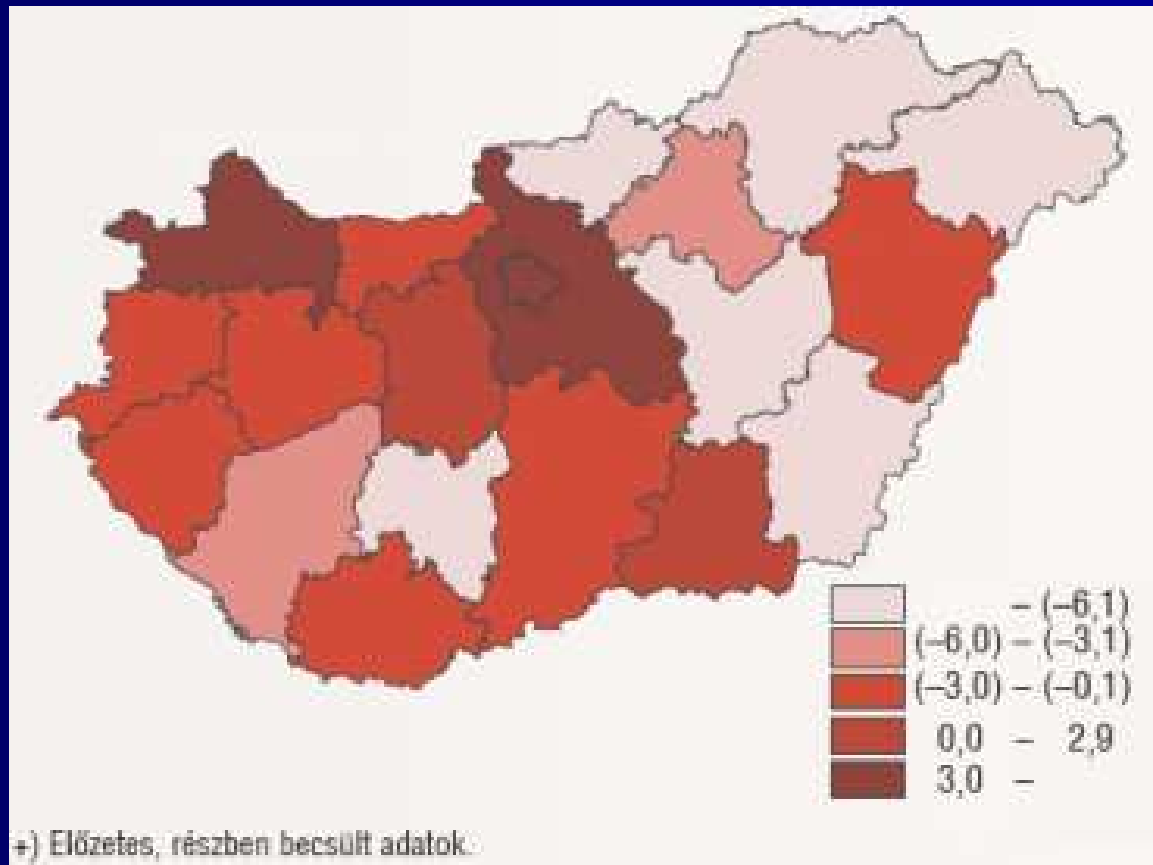 – (–6,1)
(–6,0) – (–3,1)
(–3,0) – (–0,1)
0,0 – 2,9
3,0 –
+) Előzetes, részben becsült adatok.